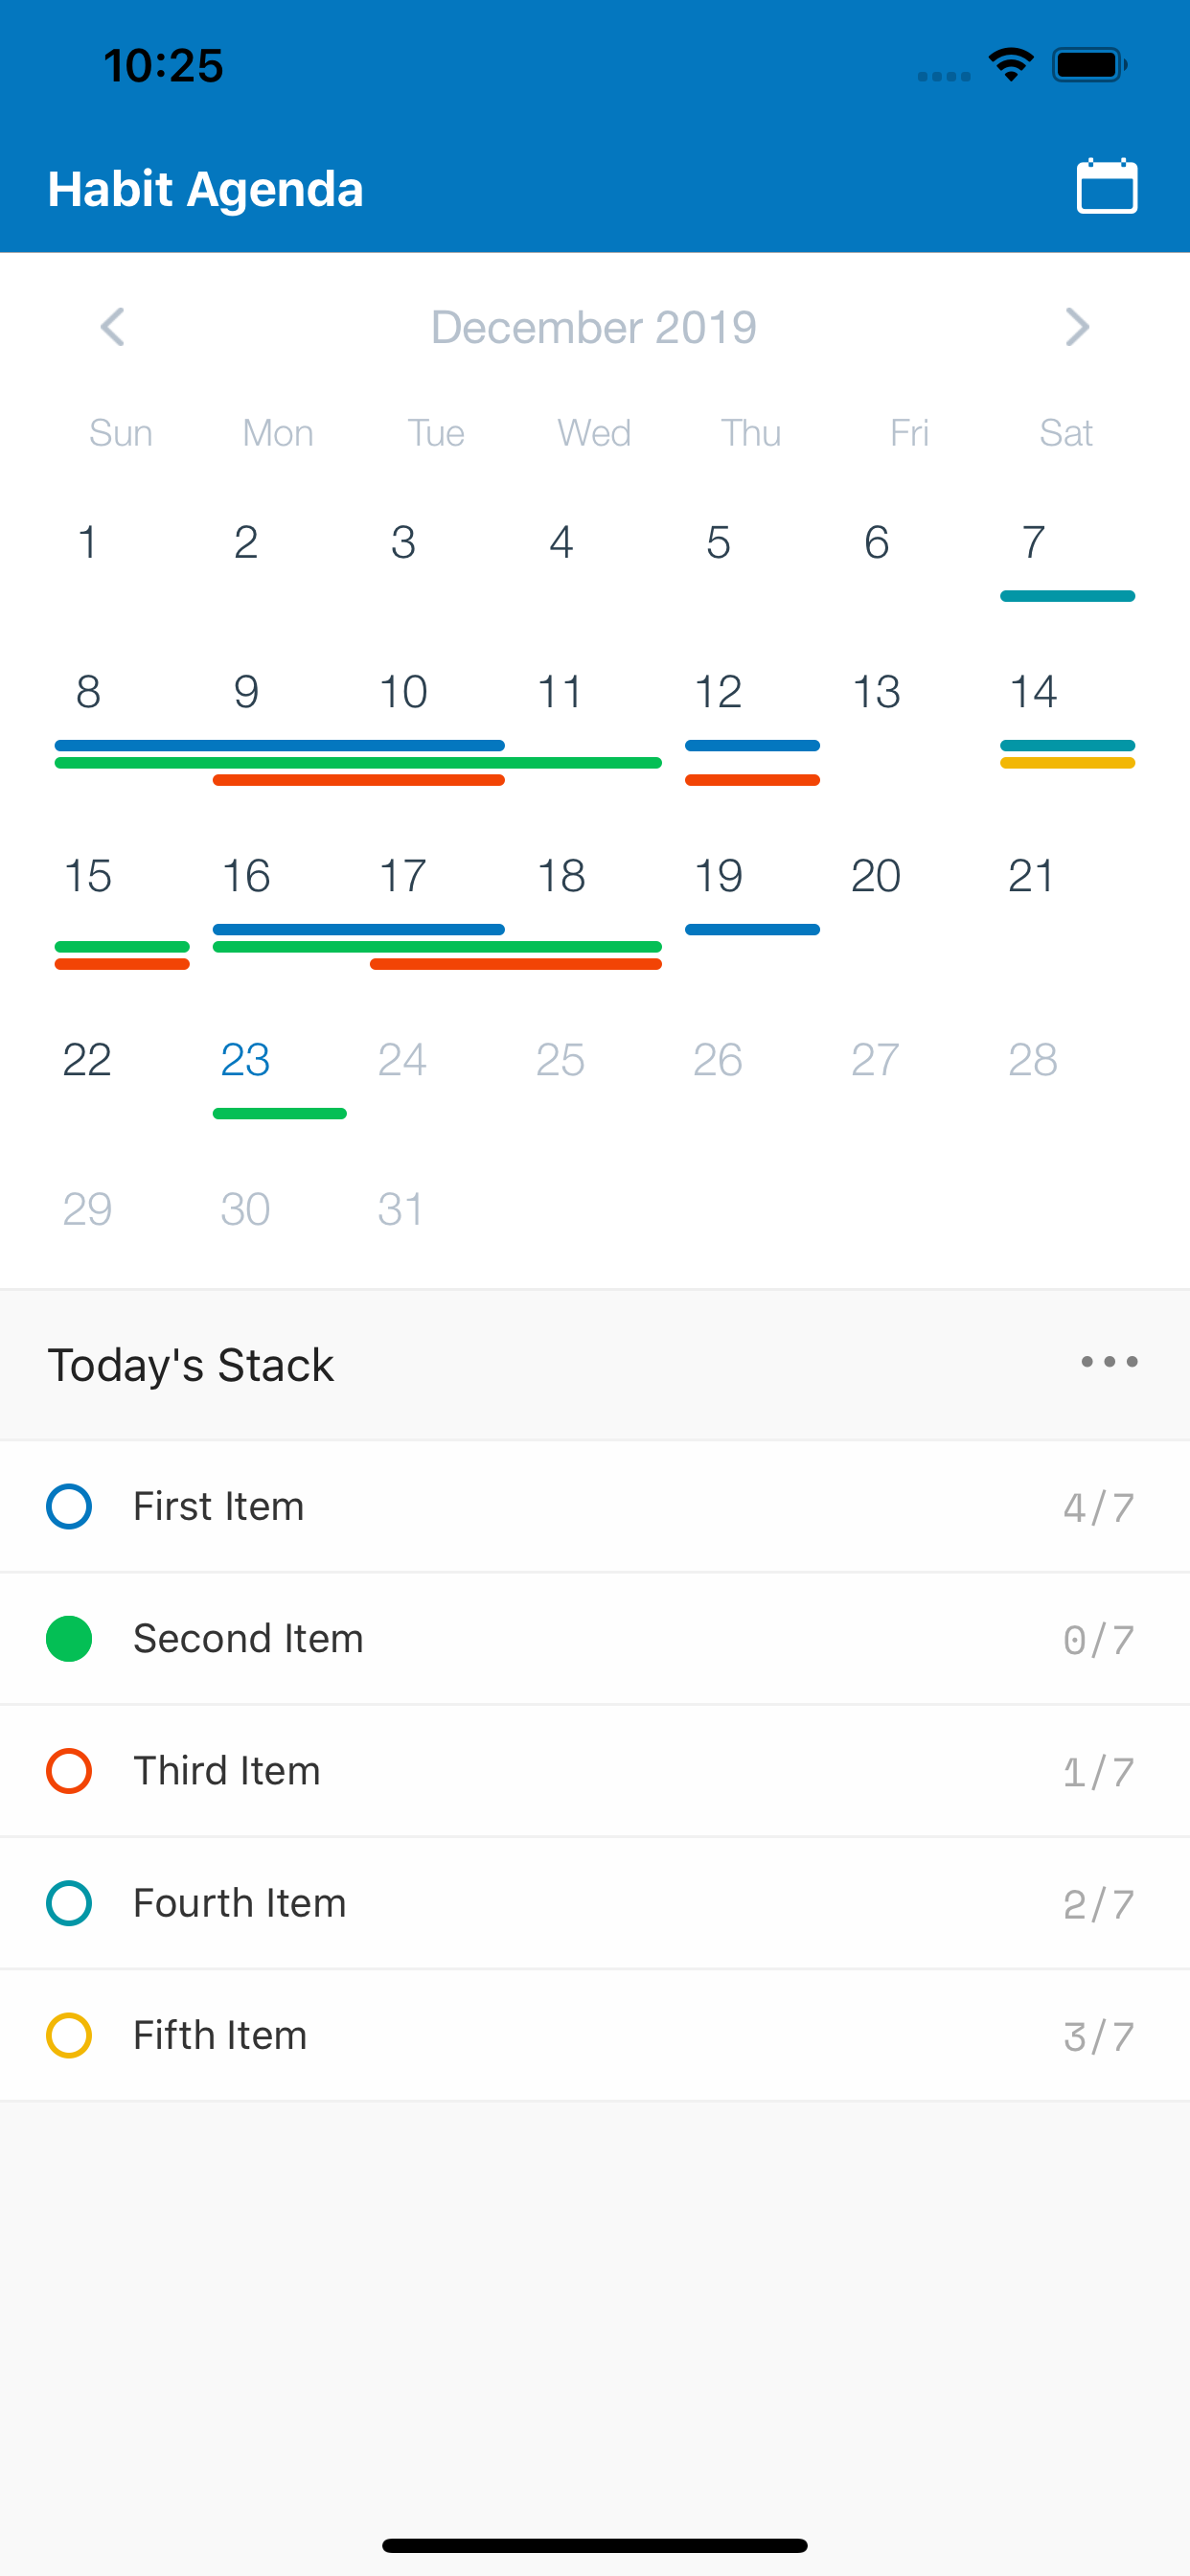 10:25
Habit Agenda
December 2019
Sun Mon Tue Wed Thu Fri Sat
1 2 3 4 5 6 7
8 9 10 11 12 13 14
15 16 17 18 19 20 21
22 23 24 25 26 27 28
29 30 31
Today's Stack
First Item 4/7
Second Item 0/7
Third Item 1/7
Fourth Item 2/7
Fifth Item 3/7